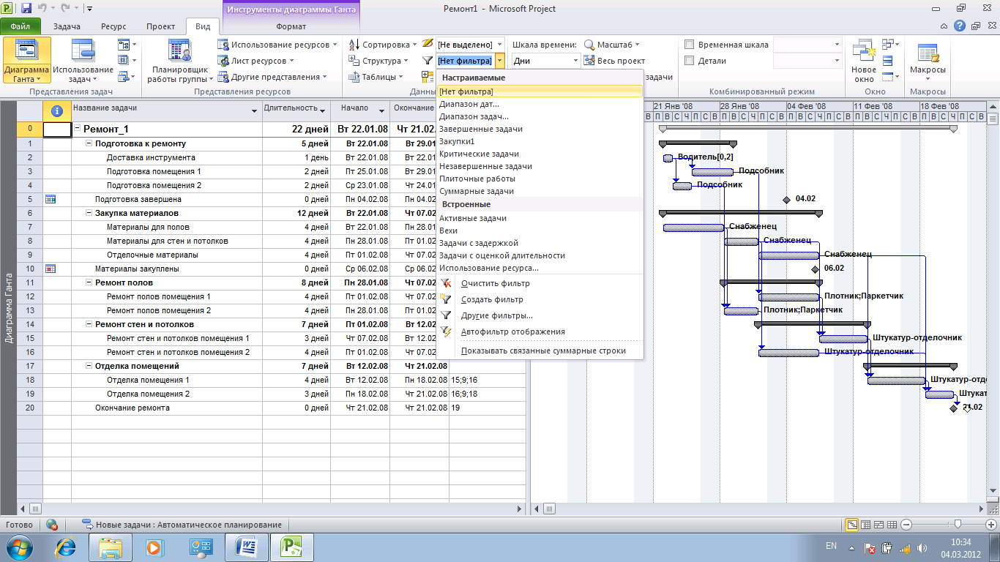 Инструменты диаграммы Ганта
Ремонт1 - Microsoft Project
Файл Задача Ресурс Проект Вид Формат
Диаграмма Ганта
Использование задач
Представления задач
Планировщик работы группы
Использование ресурсов
Лист ресурсов
Другие представления
Представления ресурсов
Сортировка
Структура
Таблицы
[Не выделено]
[Нет фильтра]
Данны
Шкала времени:
Дни
Масштаб
Весь проект
задачи
Временная шкала
Детали
Комбинированный режим
Новое окно
Окно
Макросы
Макросы
Настраиваемые
[Нет фильтра]
Диапазон дат...
Диапазон задач...
Завершенные задачи
Закупки1
Критические задачи
Незавершенные задачи
Плиточные работы
Суммарные задачи
Встроенные
Активные задачи
Вехи
Задачи с задержкой
Задачи с оценкой длительности
Использование ресурса...
Очистить фильтр
Создать фильтр
Другие фильтры...
Автофильтр отображения
Показывать связанные суммарные строки
Диаграмма Ганта
Название задачи Длительность Начало Окончание
0 Ремонт_1 22 дней Вт 22.01.08 Чт 21.02
1 Подготовка к ремонту 5 дней Вт 22.01.08 Вт 29.01
2 Доставка инструмента 1 день Вт 22.01.08 Вт 22.01
3 Подготовка помещения 1 2 дней Пт 25.01.08 Вт 29.01
4 Подготовка помещения 2 2 дней Ср 23.01.08 Чт 24.01
5 Подготовка завершена 0 дней Пн 04.02.08 Пн 04.02
6 Закупка материалов 12 дней Вт 22.01.08 Чт 07.02
7 Материалы для полов 4 дней Вт 22.01.08 Пн 28.01
8 Материалы для стен и потолков 4 дней Пн 28.01.08 Пт 01.02
9 Отделочные материалы 4 дней Пт 01.02.08 Чт 07.02
10 Материалы закуплены 0 дней Ср 06.02.08 Ср 06.02
11 Ремонт полов 8 дней Пн 28.01.08 Чт 07.02
12 Ремонт полов помещения 1 4 дней Пт 01.02.08 Чт 07.02
13 Ремонт полов помещения 2 4 дней Пн 28.01.08 Пт 01.02
14 Ремонт стен и потолков 7 дней Пт 01.02.08 Вт 12.02
15 Ремонт стен и потолков помещения 1 3 дней Чт 07.02.08 Вт 12.02
16 Ремонт стен и потолков помещения 2 4 дней Пт 01.02.08 Чт 07.02
17 Отделка помещений 7 дней Вт 12.02.08 Чт 21.02.08
18 Отделка помещения 1 4 дней Вт 12.02.08 Пн 18.02.08 15;9;16
19 Отделка помещения 2 3 дней Пн 18.02.08 Чт 21.02.08 16;9;18
20 Окончание ремонта 0 дней Чт 21.02.08 Чт 21.02.08 19
21 Янв '08 28 Янв '08 04 Фев '08 11 Фев '08 18 Фев '08
В П В С Ч П С В П В С Ч П С В П В С Ч П С В П В С Ч П С В П В С Ч П С В
Водитель[0,2]
Подсобник
Подсобник
04.02
Снабженец
Снабженец
Снабженец
06.02
Плотник;Паркетчик
Плотник;Паркетчик
Штукатур-отделочник
Штукатур-отделочник
Штукатур-отде
Штукат
21.02
Готово
Новые задачи : Автоматическое планирование
EN
10:34
04.03.2012